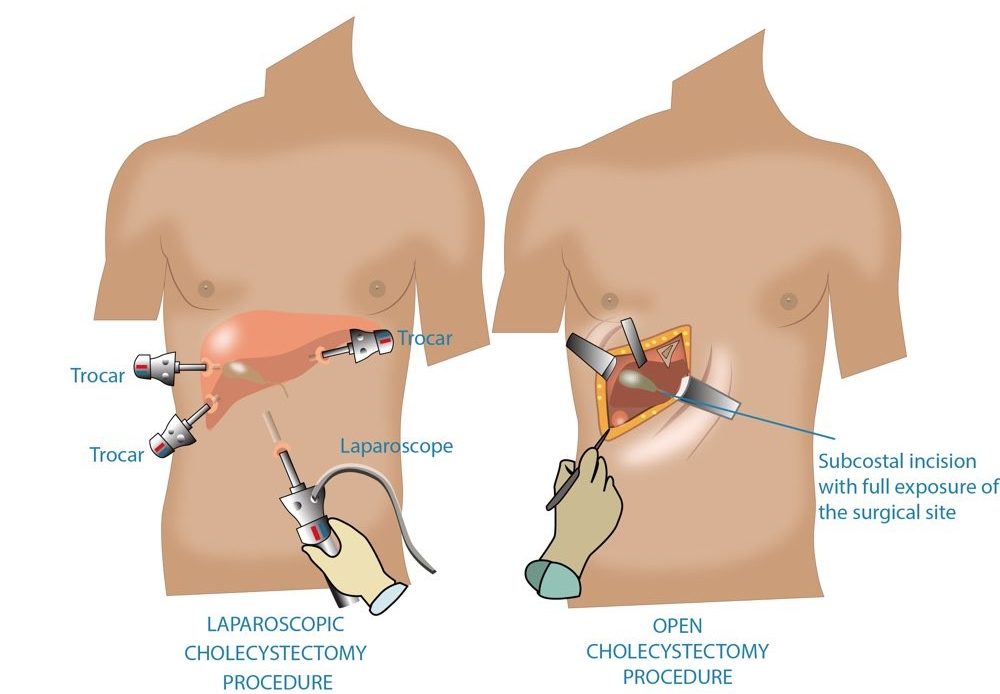 Trocar
Trocar
Trocar
Laparoscope
Subcostal incision
with full exposure of
the surgical site
LAPAROSCOPIC
CHOLECYSTECTOMY
PROCEDURE
OPEN
CHOLECYSTECTOMY
PROCEDURE